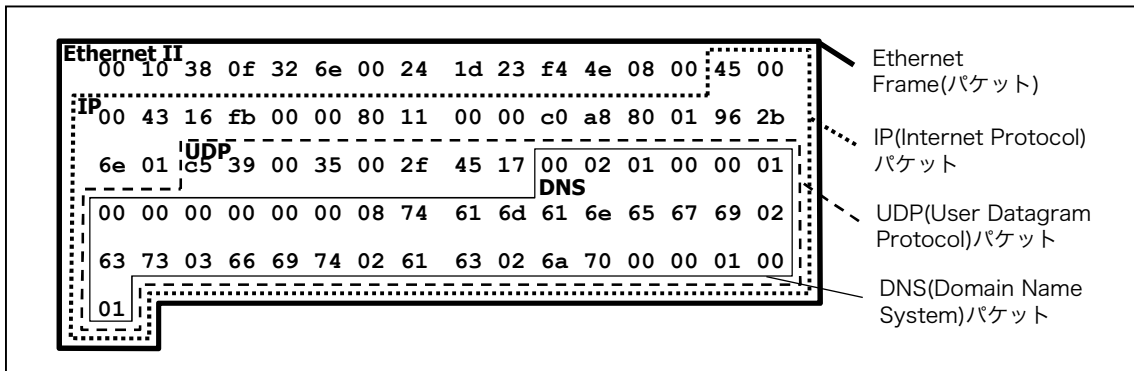 Ethernet II
00 10 38 0f 32 6e 00 24 1d 23 f4 4e 08 00 45 00
IP
00 43 16 fb 00 00 80 11 00 00 c0 a8 80 01 96 2b
UDP
6e 01 c5 39 00 35 00 2f 45 17 00 02 01 00 00 01
DNS
00 00 00 00 00 00 08 74 61 6d 61 6e 65 67 69 02
63 73 03 66 69 74 02 61 63 02 6a 70 00 00 01 00
01
Ethernet
Frame(パケット)
IP(Internet Protocol)
パケット
UDP(User Datagram
Protocol)パケット
DNS(Domain Name
System)パケット